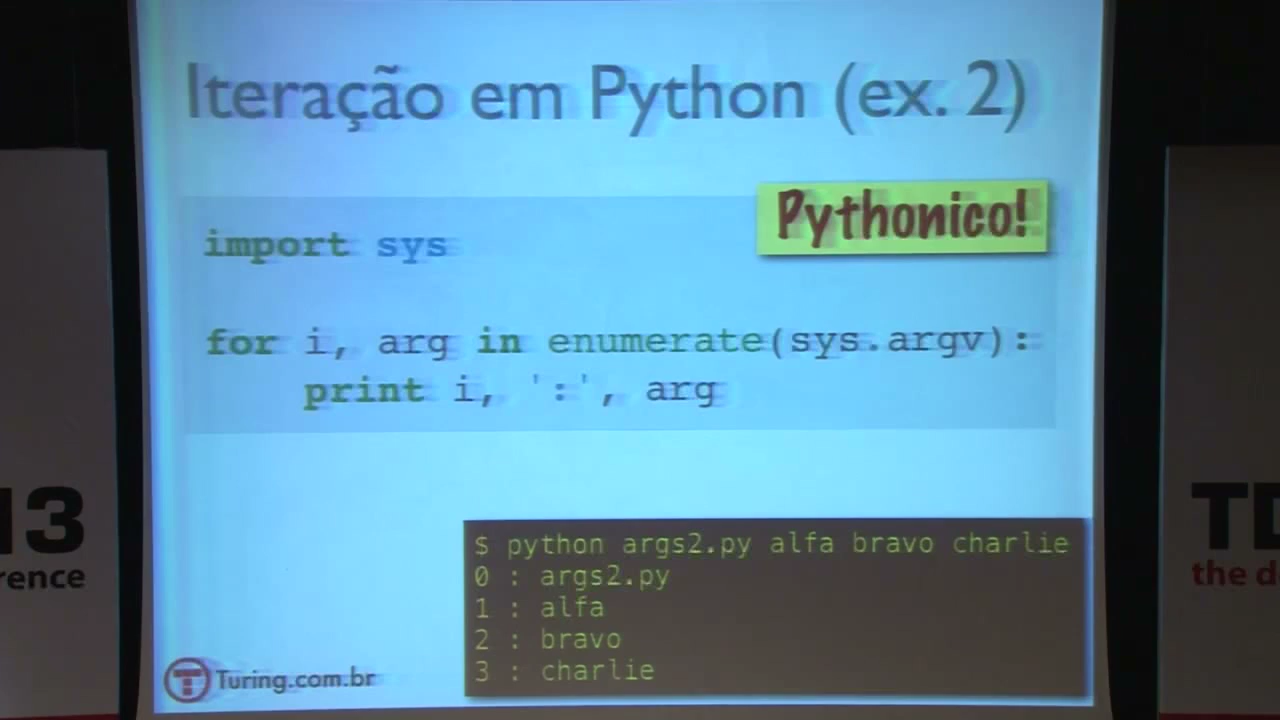 Iteração em Python (ex. 2)
Pythonico!
import sys
for i, arg in enumerate(sys.argv):
    print i, ':', arg
$ python args2.py alfa bravo charlie
0 : args2.py
1 : alfa
2 : bravo
3 : charlie
T Turing.com.br
13
rence
TD
the d